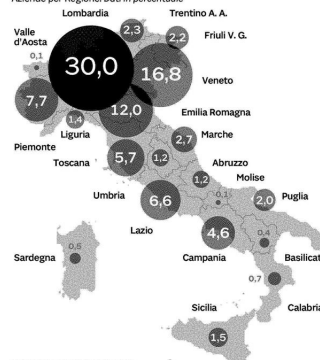 Aziende per Regione. Dati in percentuale
Lombardia
Trentino A. A.
Valle
d'Aosta
2,3
2,2
Friuli V. G.
0,1
30,0
16,8
Veneto
7,7
12,0
Emilia Romagna
1,4
Liguria
2,7
Marche
Piemonte
Toscana
5,7
1,2
Abruzzo
1,2
Molise
Umbria
6,6
0,1
2,0
Puglia
Lazio
4,6
0,4
0,5
Sardegna
Campania
Basilicat
0,7
Sicilia
Calabria
1,5